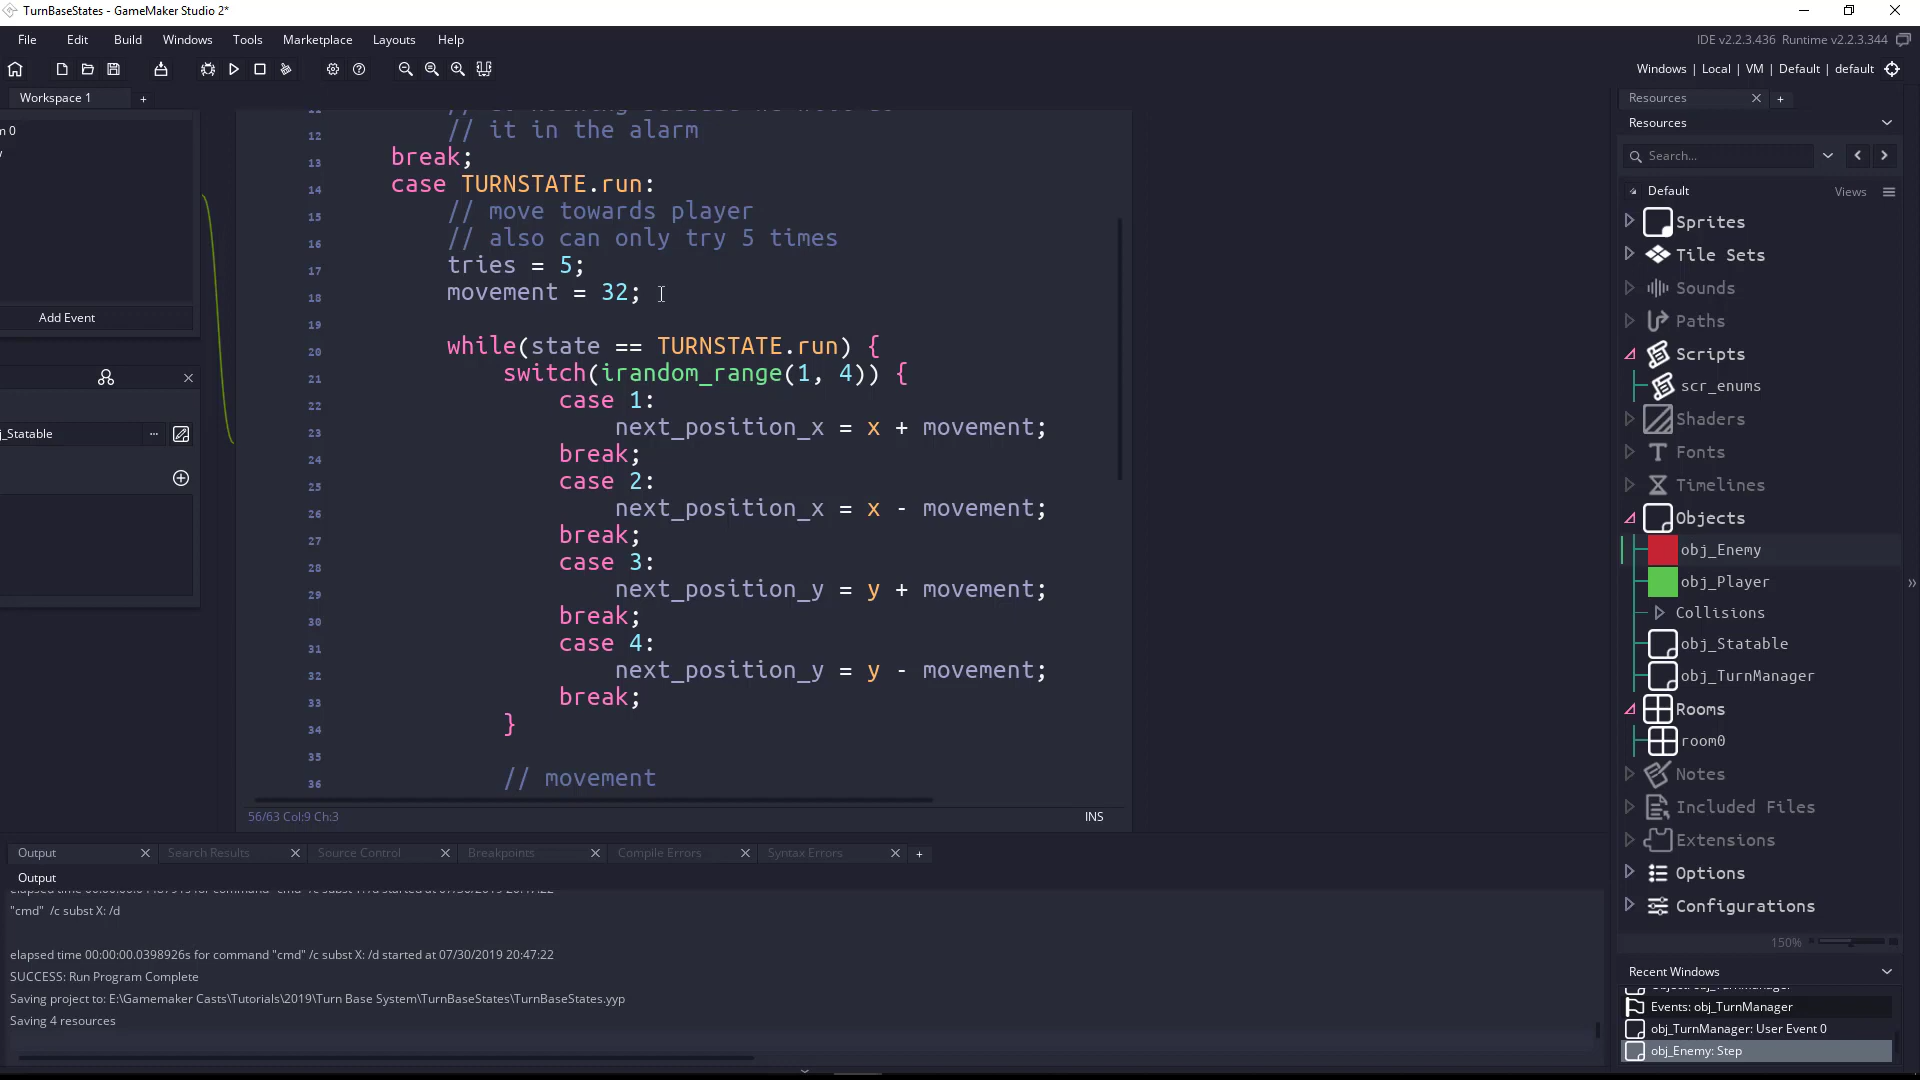 TurnBaseStates - GameMaker Studio 2*
File Edit Build Windows Tools Marketplace Layouts Help
IDE v2.2.3.436 Runtime v2.2.3.344
Windows | Local | VM | Default | default
Workspace 1
m 0
Add Event
j_Statable
12 // it in the alarm
13 break;
14 case TURNSTATE.run:
15 // move towards player
16 // also can only try 5 times
17 tries = 5;
18 movement = 32;
19
20 while(state == TURNSTATE.run) {
21 switch(irandom_range(1, 4)) {
22 case 1:
23 next_position_x = x + movement;
24 break;
25 case 2:
26 next_position_x = x - movement;
27 break;
28 case 3:
29 next_position_y = y + movement;
30 break;
31 case 4:
32 next_position_y = y - movement;
33 break;
34 }
35
36 // movement
56/63 Col:9 Ch:3
INS
Resources
Resources
Search...
Default
Views
Sprites
Tile Sets
Sounds
Paths
Scripts
scr_enums
Shaders
Fonts
Timelines
Objects
obj_Enemy
obj_Player
Collisions
obj_Statable
obj_TurnManager
Rooms
room0
Notes
Included Files
Extensions
Options
Configurations
150%
Recent Windows
Object: obj_TurnManager
Events: obj_TurnManager
obj_TurnManager: User Event 0
obj_Enemy: Step
Output Search Results Source Control Breakpoints Compile Errors Syntax Errors
Output
"cmd" /c subst X: /d
elapsed time 00:00:00.0398926s for command "cmd" /c subst X: /d started at 07/30/2019 20:47:22
SUCCESS: Run Program Complete
Saving project to: E:\Gamemaker Casts\Tutorials\2019\Turn Base System\TurnBaseStates\TurnBaseStates.yyp
Saving 4 resources